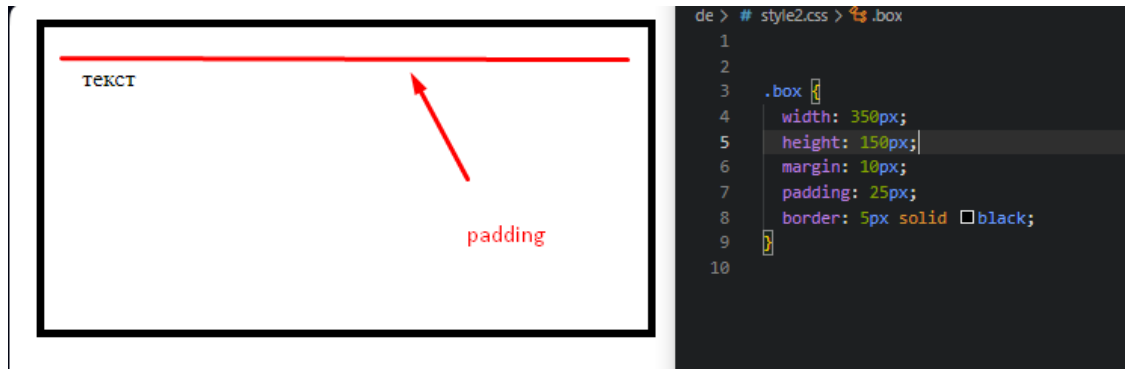 текст
padding
de > # style2.css > .box
1
2
3 .box {
4 width: 350px;
5 height: 150px;
6 margin: 10px;
7 padding: 25px;
8 border: 5px solid black;
9 }
10